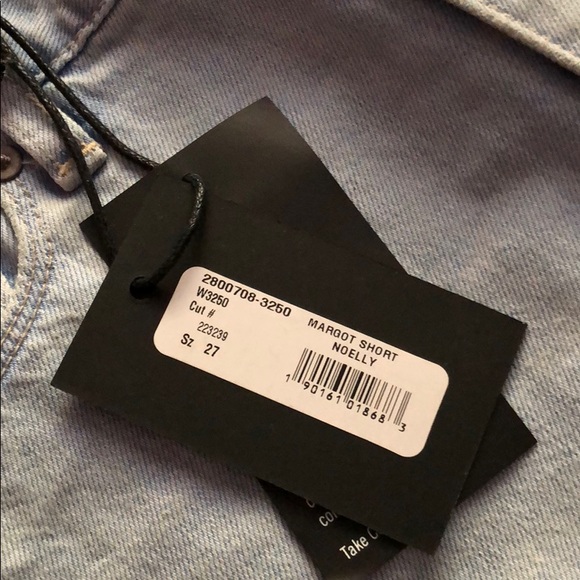 2800708-3250
W3250
Cut #
223239
Sz 27
MARGOT SHORT
NOELLY
1 90161 01868 3
Take